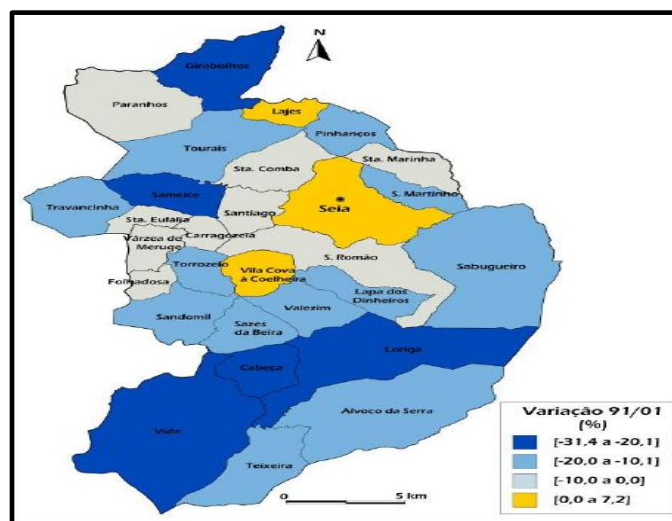 N
Girabolhos
Paranhos
Lajes
Pinhanços
Tourais
Sta. Marinha
Sta. Comba
S. Martinho
Sameice
Travancinha
Seia
Santiago
Sta. Eulália
Carragozela
Várzea de
Meruge
S. Romão
Sabugueiro
Torrozelo
Vila Cova
à Coelheira
Folhadosa
Lapa dos
Dinheiros
Valezim
Sandomil
Sazes
da Beira
Loriga
Cabeça
Alvoco da Serra
Vide
Teixeira
Variação 91/01
(%)
[-31,4 a -20,1]
[-20,0 a -10,1]
[-10,0 a 0,0]
[0,0 a 7,2]
0
5 km